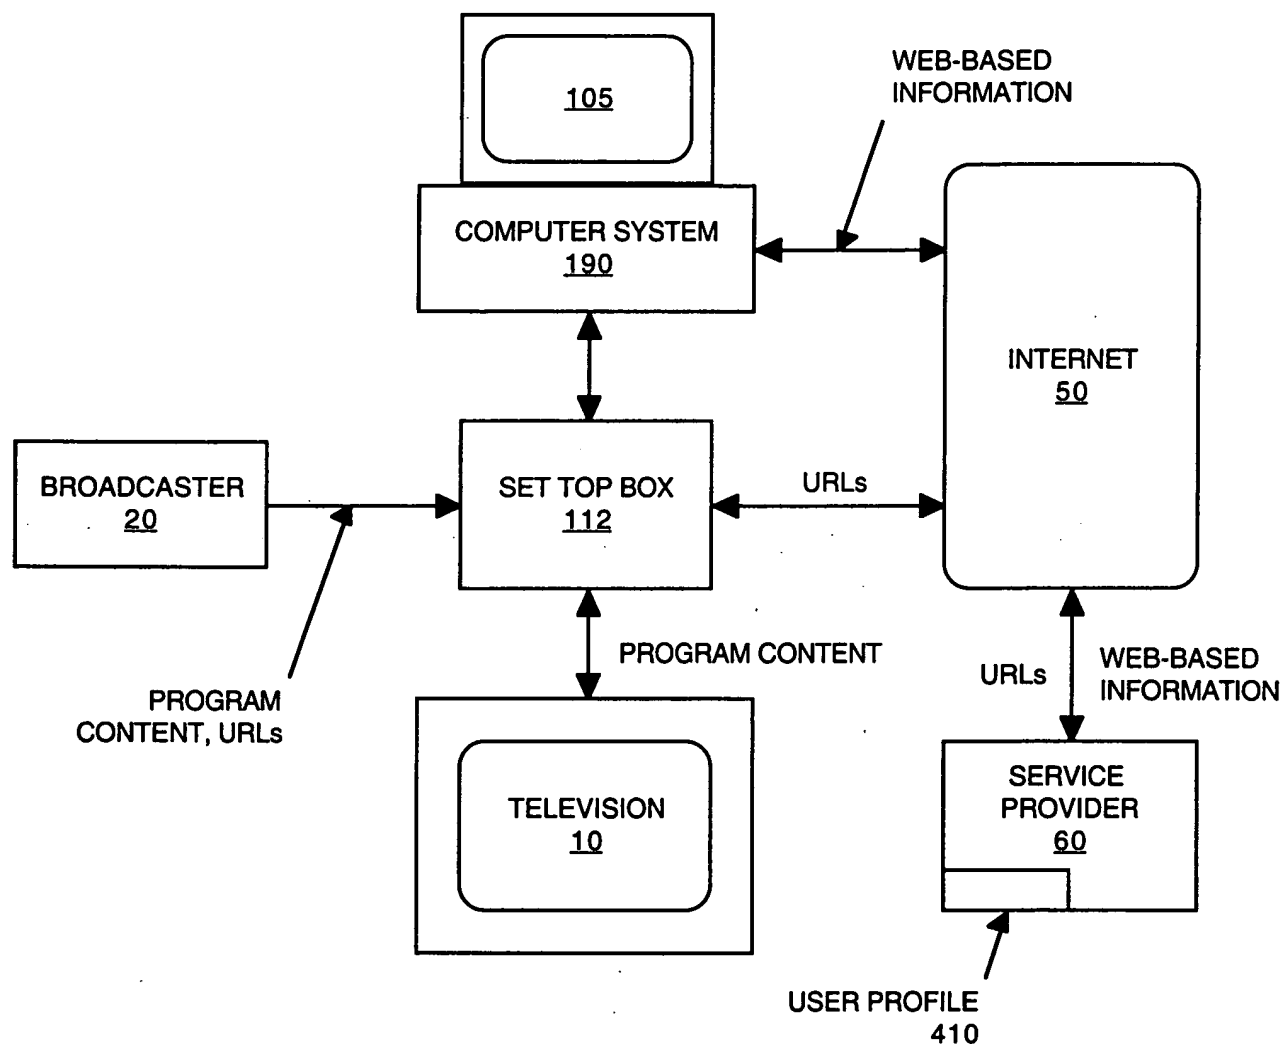 105
WEB-BASED
INFORMATION
COMPUTER SYSTEM
190
INTERNET
50
BROADCASTER
20
SET TOP BOX
112
URLs
PROGRAM CONTENT
PROGRAM
CONTENT, URLs
URLs
WEB-BASED
INFORMATION
TELEVISION
10
SERVICE
PROVIDER
60
USER PROFILE
410